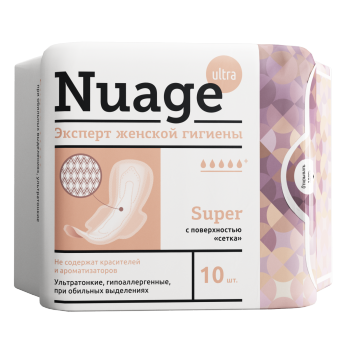 ultra
Nuage
Эксперт женской гигиены
Super
с поверхностью
«сетка»
Не содержат красителей
и ароматизаторов
10 шт.
Ультратонкие, гипоаллергенные,
при обильных выделениях